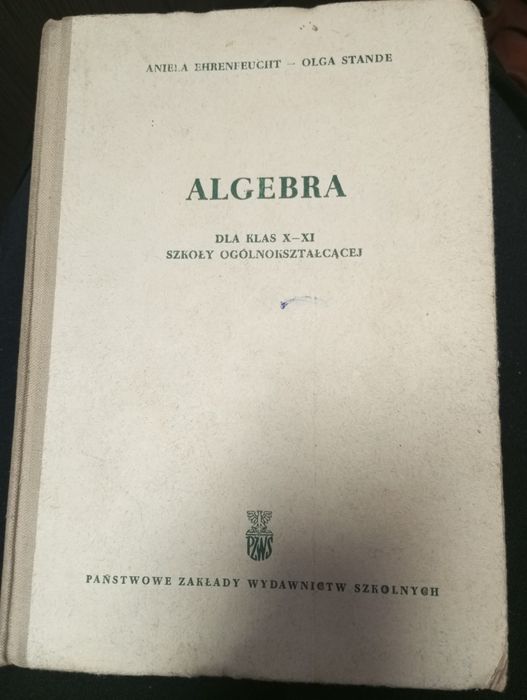 ANIELA EHRENFEUCHT – OLGA STANDE
ALGEBRA
DLA KLAS X–XI
SZKOŁY OGÓLNOKSZTAŁCĄCEJ
PZWS
PAŃSTWOWE ZAKŁADY WYDAWNICTW SZKOLNYCH